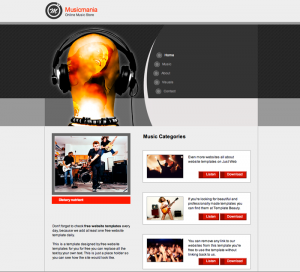 Musicmania
Online Music Store
Home
Music
About
Forums
Contact
Music Categories
Even more websites all about
website templates on Just Web
Listen
Download
If you're looking for beautiful and
professionally made templates you
can find them at Template Beauty.
Listen
Download
You can remove any link to our
websites from this template you're
free to use the template without
linking back to us.
Listen
Download
Don't forget to check free website templates every
day, because we add at least one free website
template daily.
This is a template designed by free website
templates for you for free you can replace all the
text by your own text. This is just a place holder so
you can see how the site would look like.